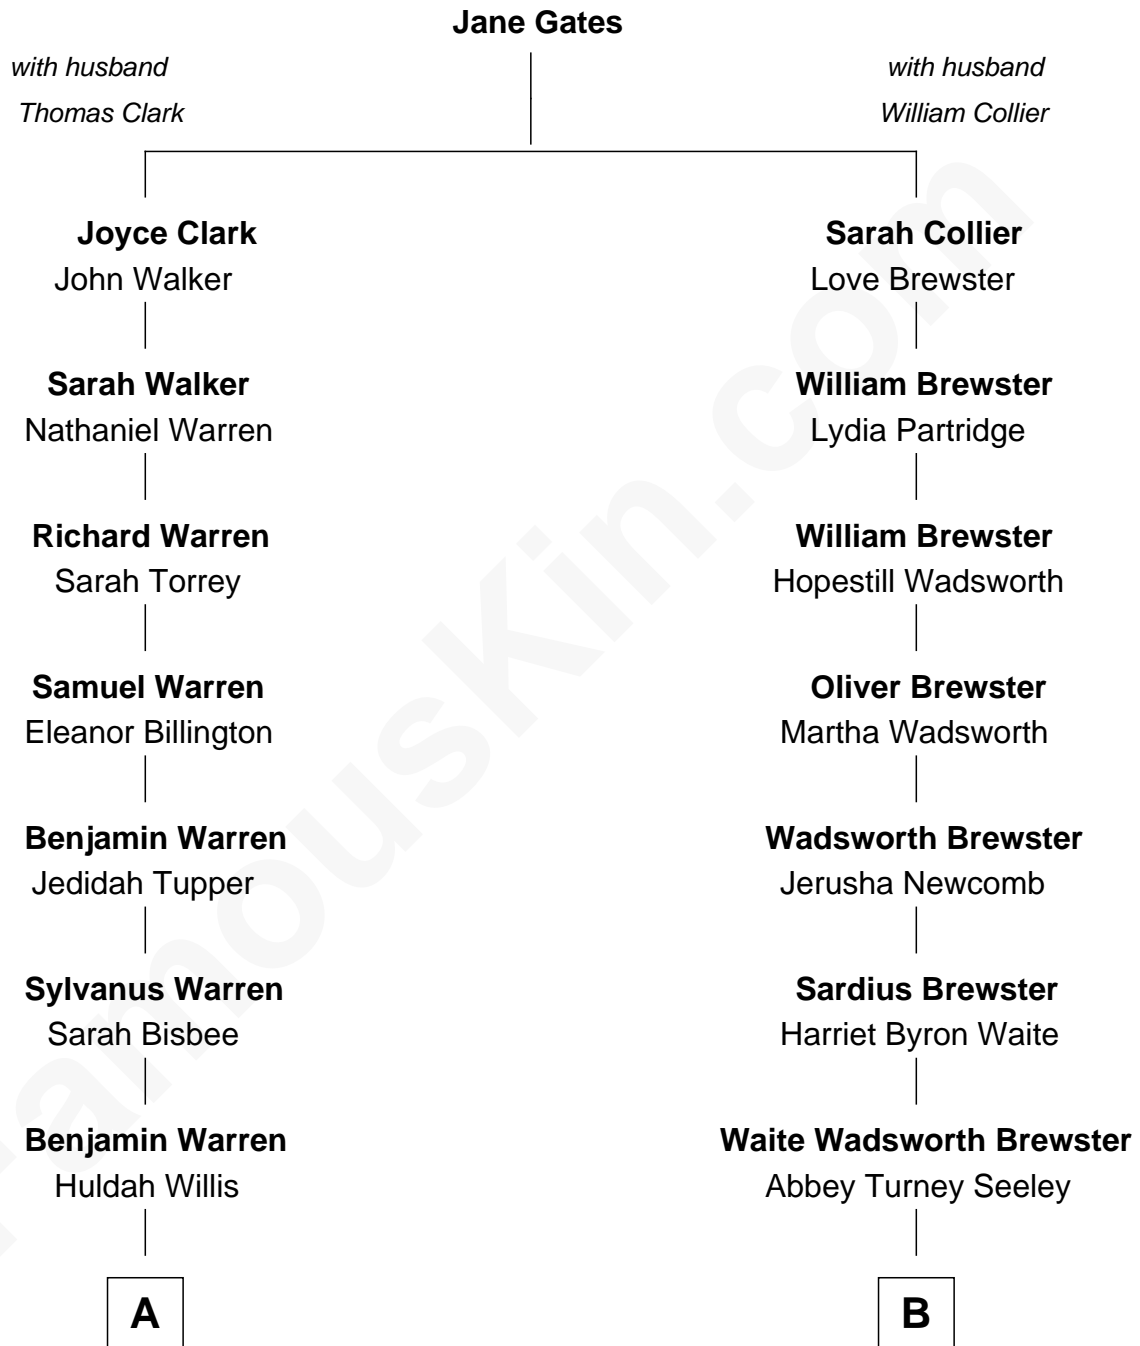 Jane Gates
with husband
Thomas Clark
with husband
William Collier
Joyce Clark
John Walker
Sarah Walker
Nathaniel Warren
Richard Warren
Sarah Torrey
Samuel Warren
Eleanor Billington
Benjamin Warren
Jedidah Tupper
Sylvanus Warren
Sarah Bisbee
Benjamin Warren
Huldah Willis
A
Sarah Collier
Love Brewster
William Brewster
Lydia Partridge
William Brewster
Hopestill Wadsworth
Oliver Brewster
Martha Wadsworth
Wadsworth Brewster
Jerusha Newcomb
Sardius Brewster
Harriet Byron Waite
Waite Wadsworth Brewster
Abbey Turney Seeley
B
FamousKin.com